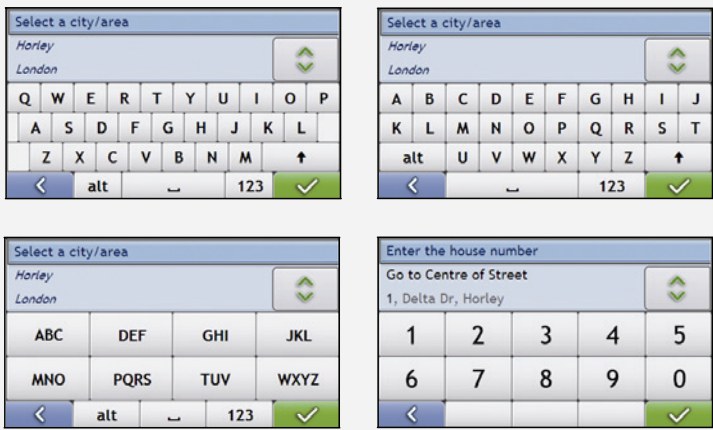 Select a city/area
Horley
London
Q W E R T Y U I O P
A S D F G H J K L
Z X C V B N M
alt 123
Select a city/area
Horley
London
A B C D E F G H I J
K L M N O P Q R S T
alt U V W X Y Z
123
Select a city/area
Horley
London
ABC DEF GHI JKL
MNO PQRS TUV WXYZ
alt 123
Enter the house number
Go to Centre of Street
1, Delta Dr, Horley
1 2 3 4 5
6 7 8 9 0